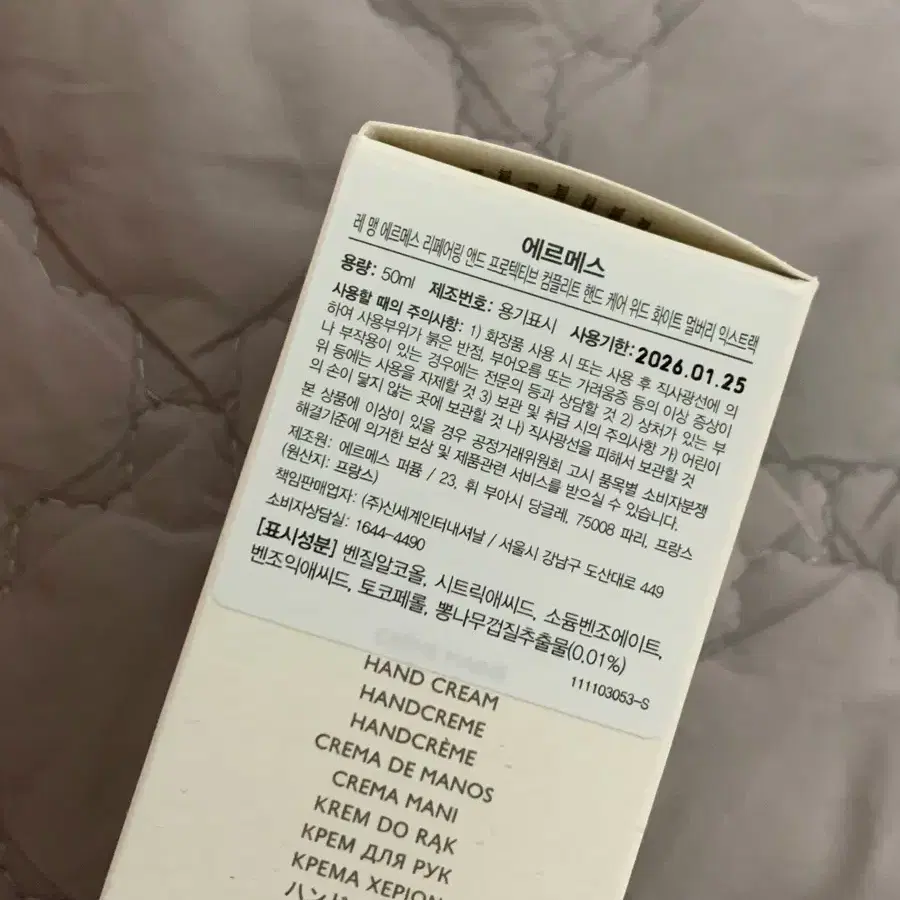 에르메스
레 맹 에르메스 리페어링 앤드 프로텍티브 컴플리트 핸드 케어 위드 화이트 멀버리 익스트랙
용량: 50ml 제조번호: 용기표시 사용기한: 2026.01.25
사용할 때의 주의사항: 1) 화장품 사용 시 또는 사용 후 직사광선에 의
하여 사용부위가 붉은 반점, 부어오름 또는 가려움증 등의 이상 증상이
나 부작용이 있는 경우에는 전문의 등과 상담할 것 2) 상처가 있는 부
위 등에는 사용을 자제할 것 3) 보관 및 취급 시의 주의사항 가) 어린이
의 손이 닿지 않는 곳에 보관할 것 나) 직사광선을 피해서 보관할 것
본 상품에 이상이 있을 경우 공정거래위원회 고시 품목별 소비자분쟁
해결기준에 의거한 보상 및 제품관련 서비스를 받으실 수 있습니다.
제조원: 에르메스 퍼퓸 / 23, 뤼 부아시 당글레, 75008 파리, 프랑스
(원산지: 프랑스)
책임판매업자: (주)신세계인터내셔날 / 서울시 강남구 도산대로 449
소비자상담실: 1644-4490
[표시성분] 벤질알코올, 시트릭애씨드, 소듐벤조에이트,
벤조익애씨드, 토코페롤, 뽕나무껍질추출물(0.01%)
111103053-S
HAND CREAM
HANDCREME
HANDCRÈME
CREMA DE MANOS
CREMA MANI
KREM DO RĄK
КРЕМ ДЛЯ РУК
ΚΡΕΜΑ ΧΕΡΙΩΝ